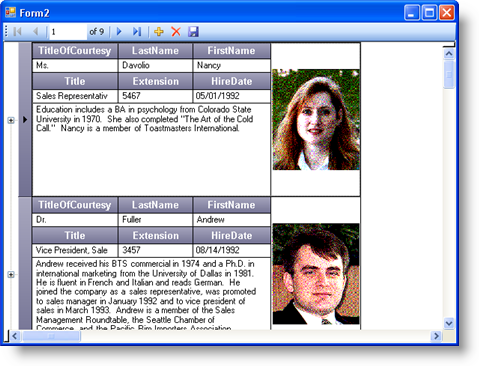 Form2
1 of 9
TitleOfCourtesy LastName FirstName
Ms. Davolio Nancy
Title Extension HireDate
Sales Representativ 5467 05/01/1992
Education includes a BA in psychology from Colorado State
University in 1970. She also completed "The Art of the Cold
Call." Nancy is a member of Toastmasters International.
TitleOfCourtesy LastName FirstName
Dr. Fuller Andrew
Title Extension HireDate
Vice President, Sale 3457 08/14/1992
Andrew received his BTS commercial in 1974 and a Ph.D. in
international marketing from the University of Dallas in 1981.
He is fluent in French and Italian and reads German. He
joined the company as a sales representative, was promoted
to sales manager in January 1992 and to vice president of
sales in March 1993. Andrew is a member of the Sales
Management Roundtable, the Seattle Chamber of
Commerce, and the Pacific Rim Importers Association.